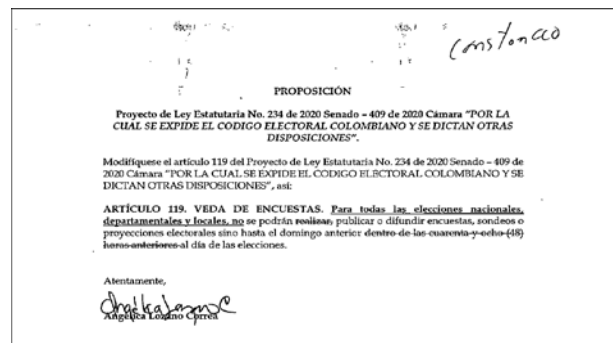 Constancia
PROPOSICIÓN
Proyecto de Ley Estatutaria No. 234 de 2020 Senado – 409 de 2020 Cámara "POR LA
CUAL SE EXPIDE EL CODIGO ELECTORAL COLOMBIANO Y SE DICTAN OTRAS
DISPOSICIONES".
Modifíquese el artículo 119 del Proyecto de Ley Estatutaria No. 234 de 2020 Senado – 409 de
2020 Cámara "POR LA CUAL SE EXPIDE EL CODIGO ELECTORAL COLOMBIANO Y SE
DICTAN OTRAS DISPOSICIONES", así:
ARTÍCULO 119. VEDA DE ENCUESTAS. Para todas las elecciones nacionales,
departamentales y locales, no se podrán realizar, publicar o difundir encuestas, sondeos o
proyecciones electorales sino hasta el domingo anterior dentro de las cuarenta y ocho (48)
horas anteriores al día de las elecciones.
Atentamente,
Angélica Lozano C
Angélica Lozano Correa